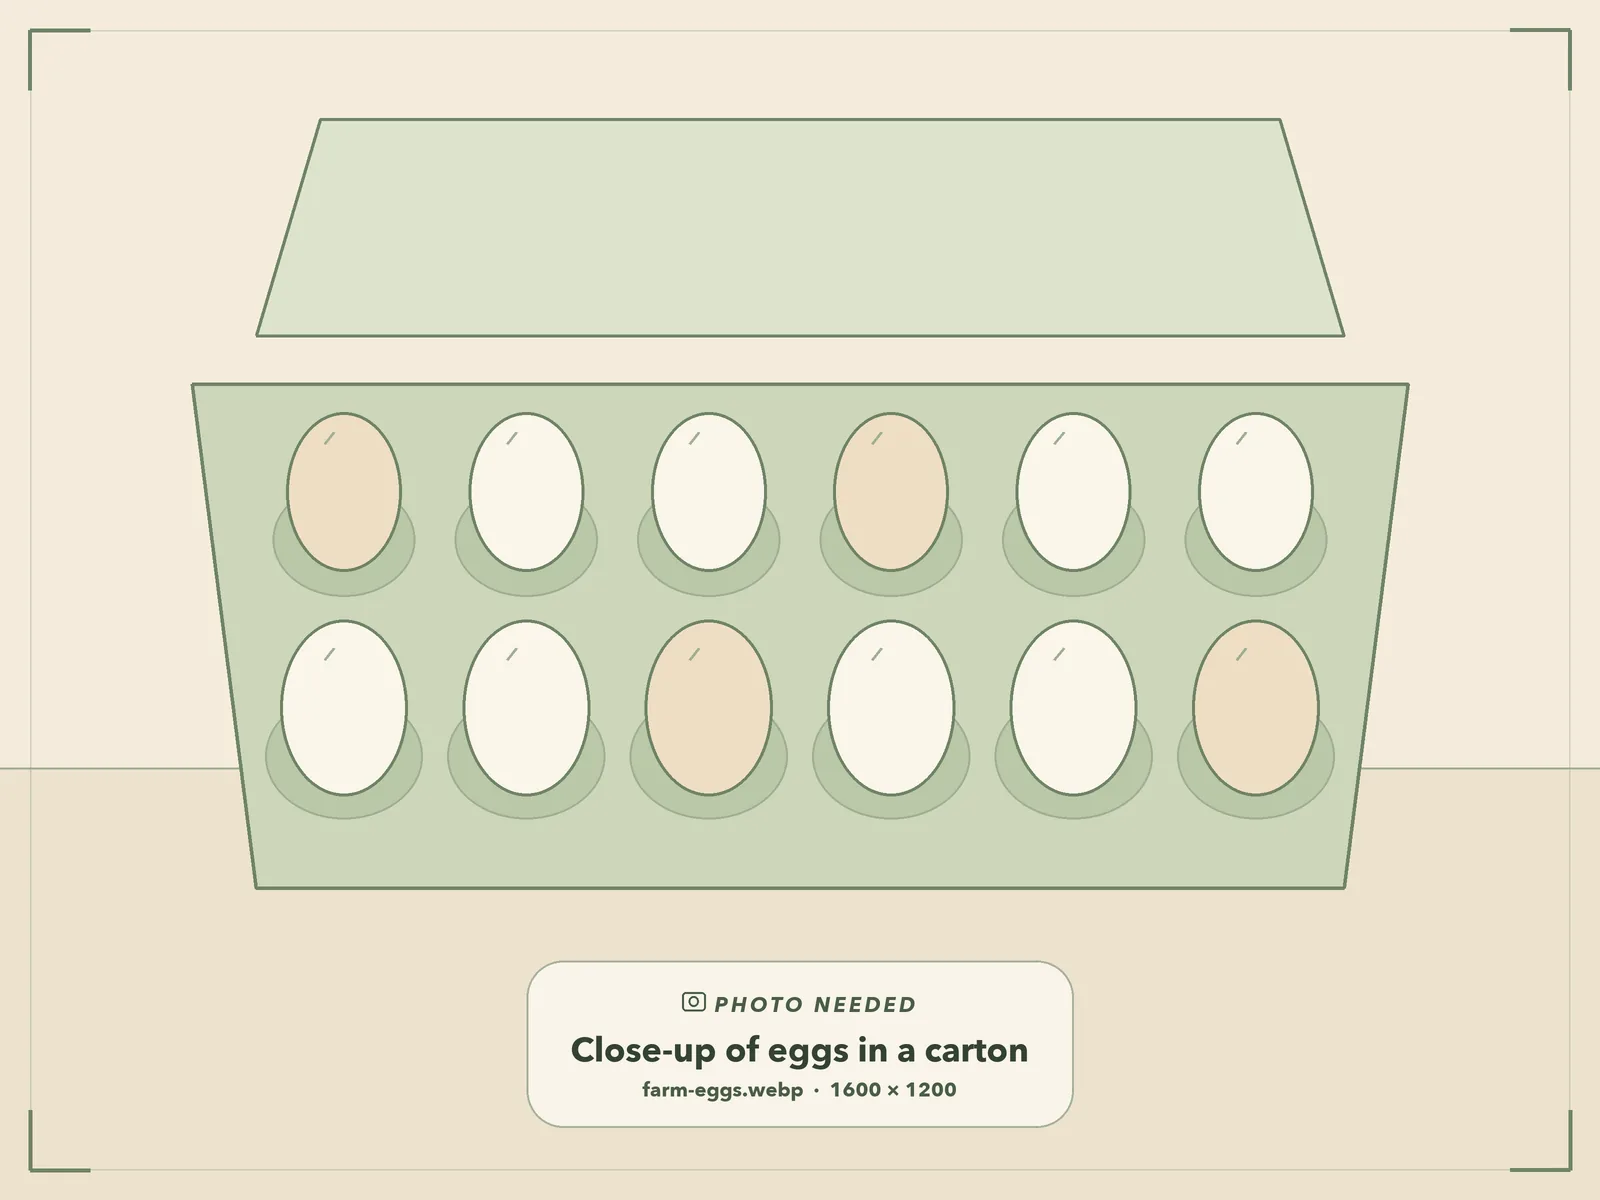 PHOTO NEEDED
Close-up of eggs in a carton
farm-eggs.webp · 1600 × 1200